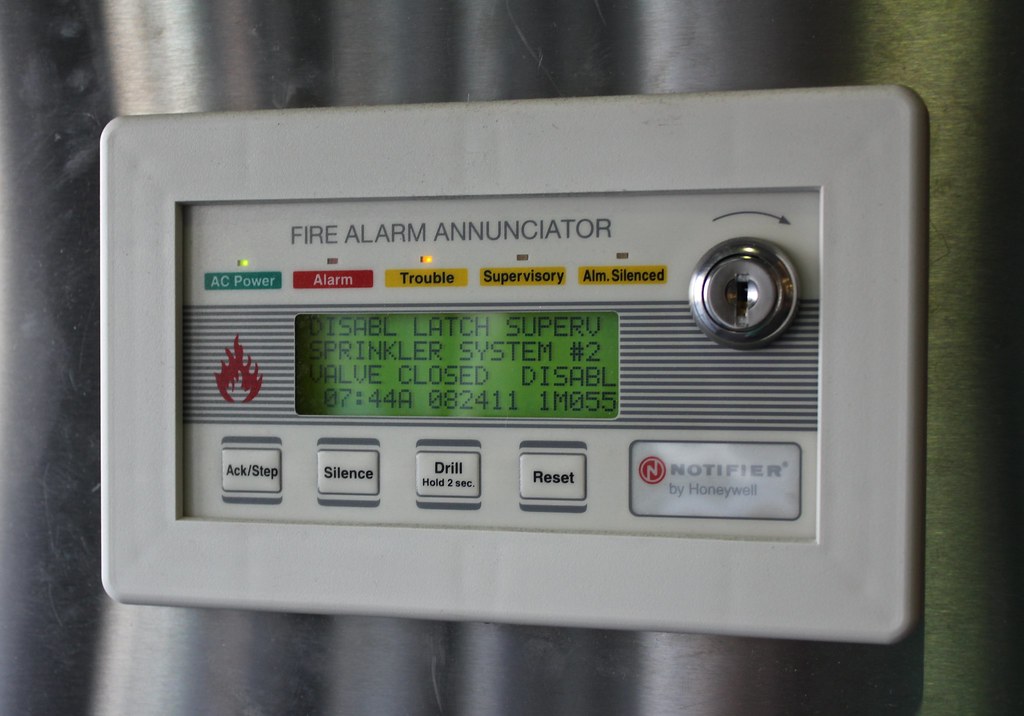 FIRE ALARM ANNUNCIATOR
AC Power Alarm Trouble Supervisory Alm.Silenced
DISABL LATCH SUPERV
SPRINKLER SYSTEM #2
VALVE CLOSED DISABL
07:44A 082411 1M055
Ack/Step Silence Drill Reset
Hold 2 sec.
N NOTIFIER®
by Honeywell